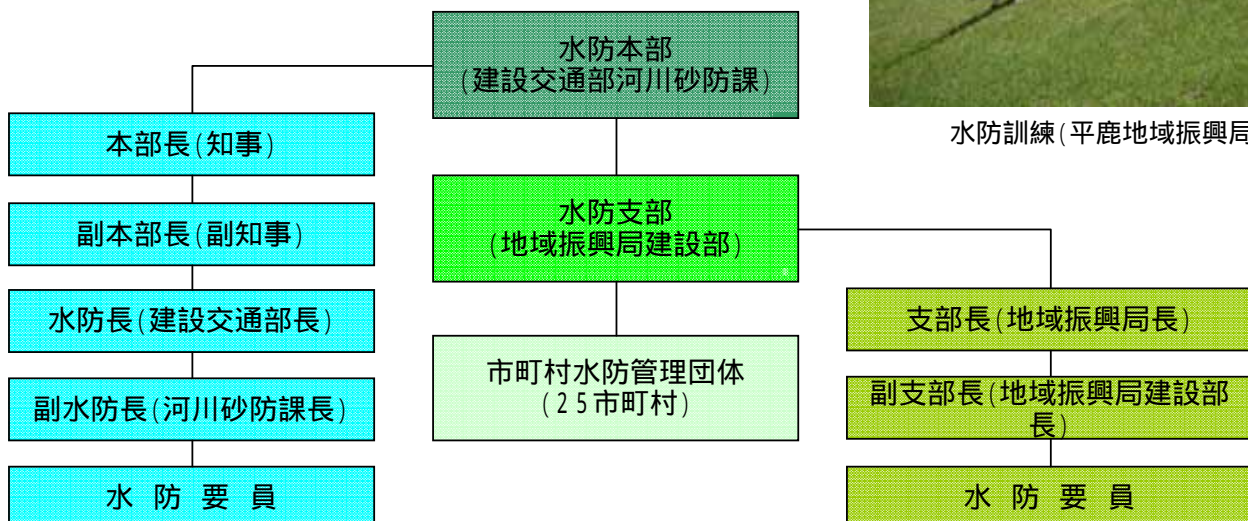 水防本部
(建設交通部河川砂防課)
水防訓練(平鹿地域振興局
本部長(知事)
副本部長(副知事)
水防長(建設交通部長)
副水防長(河川砂防課長)
水 防 要 員
水防支部
(地域振興局建設部)
市町村水防管理団体
(25市町村)
支部長(地域振興局長)
副支部長(地域振興局建設部
長)
水 防 要 員